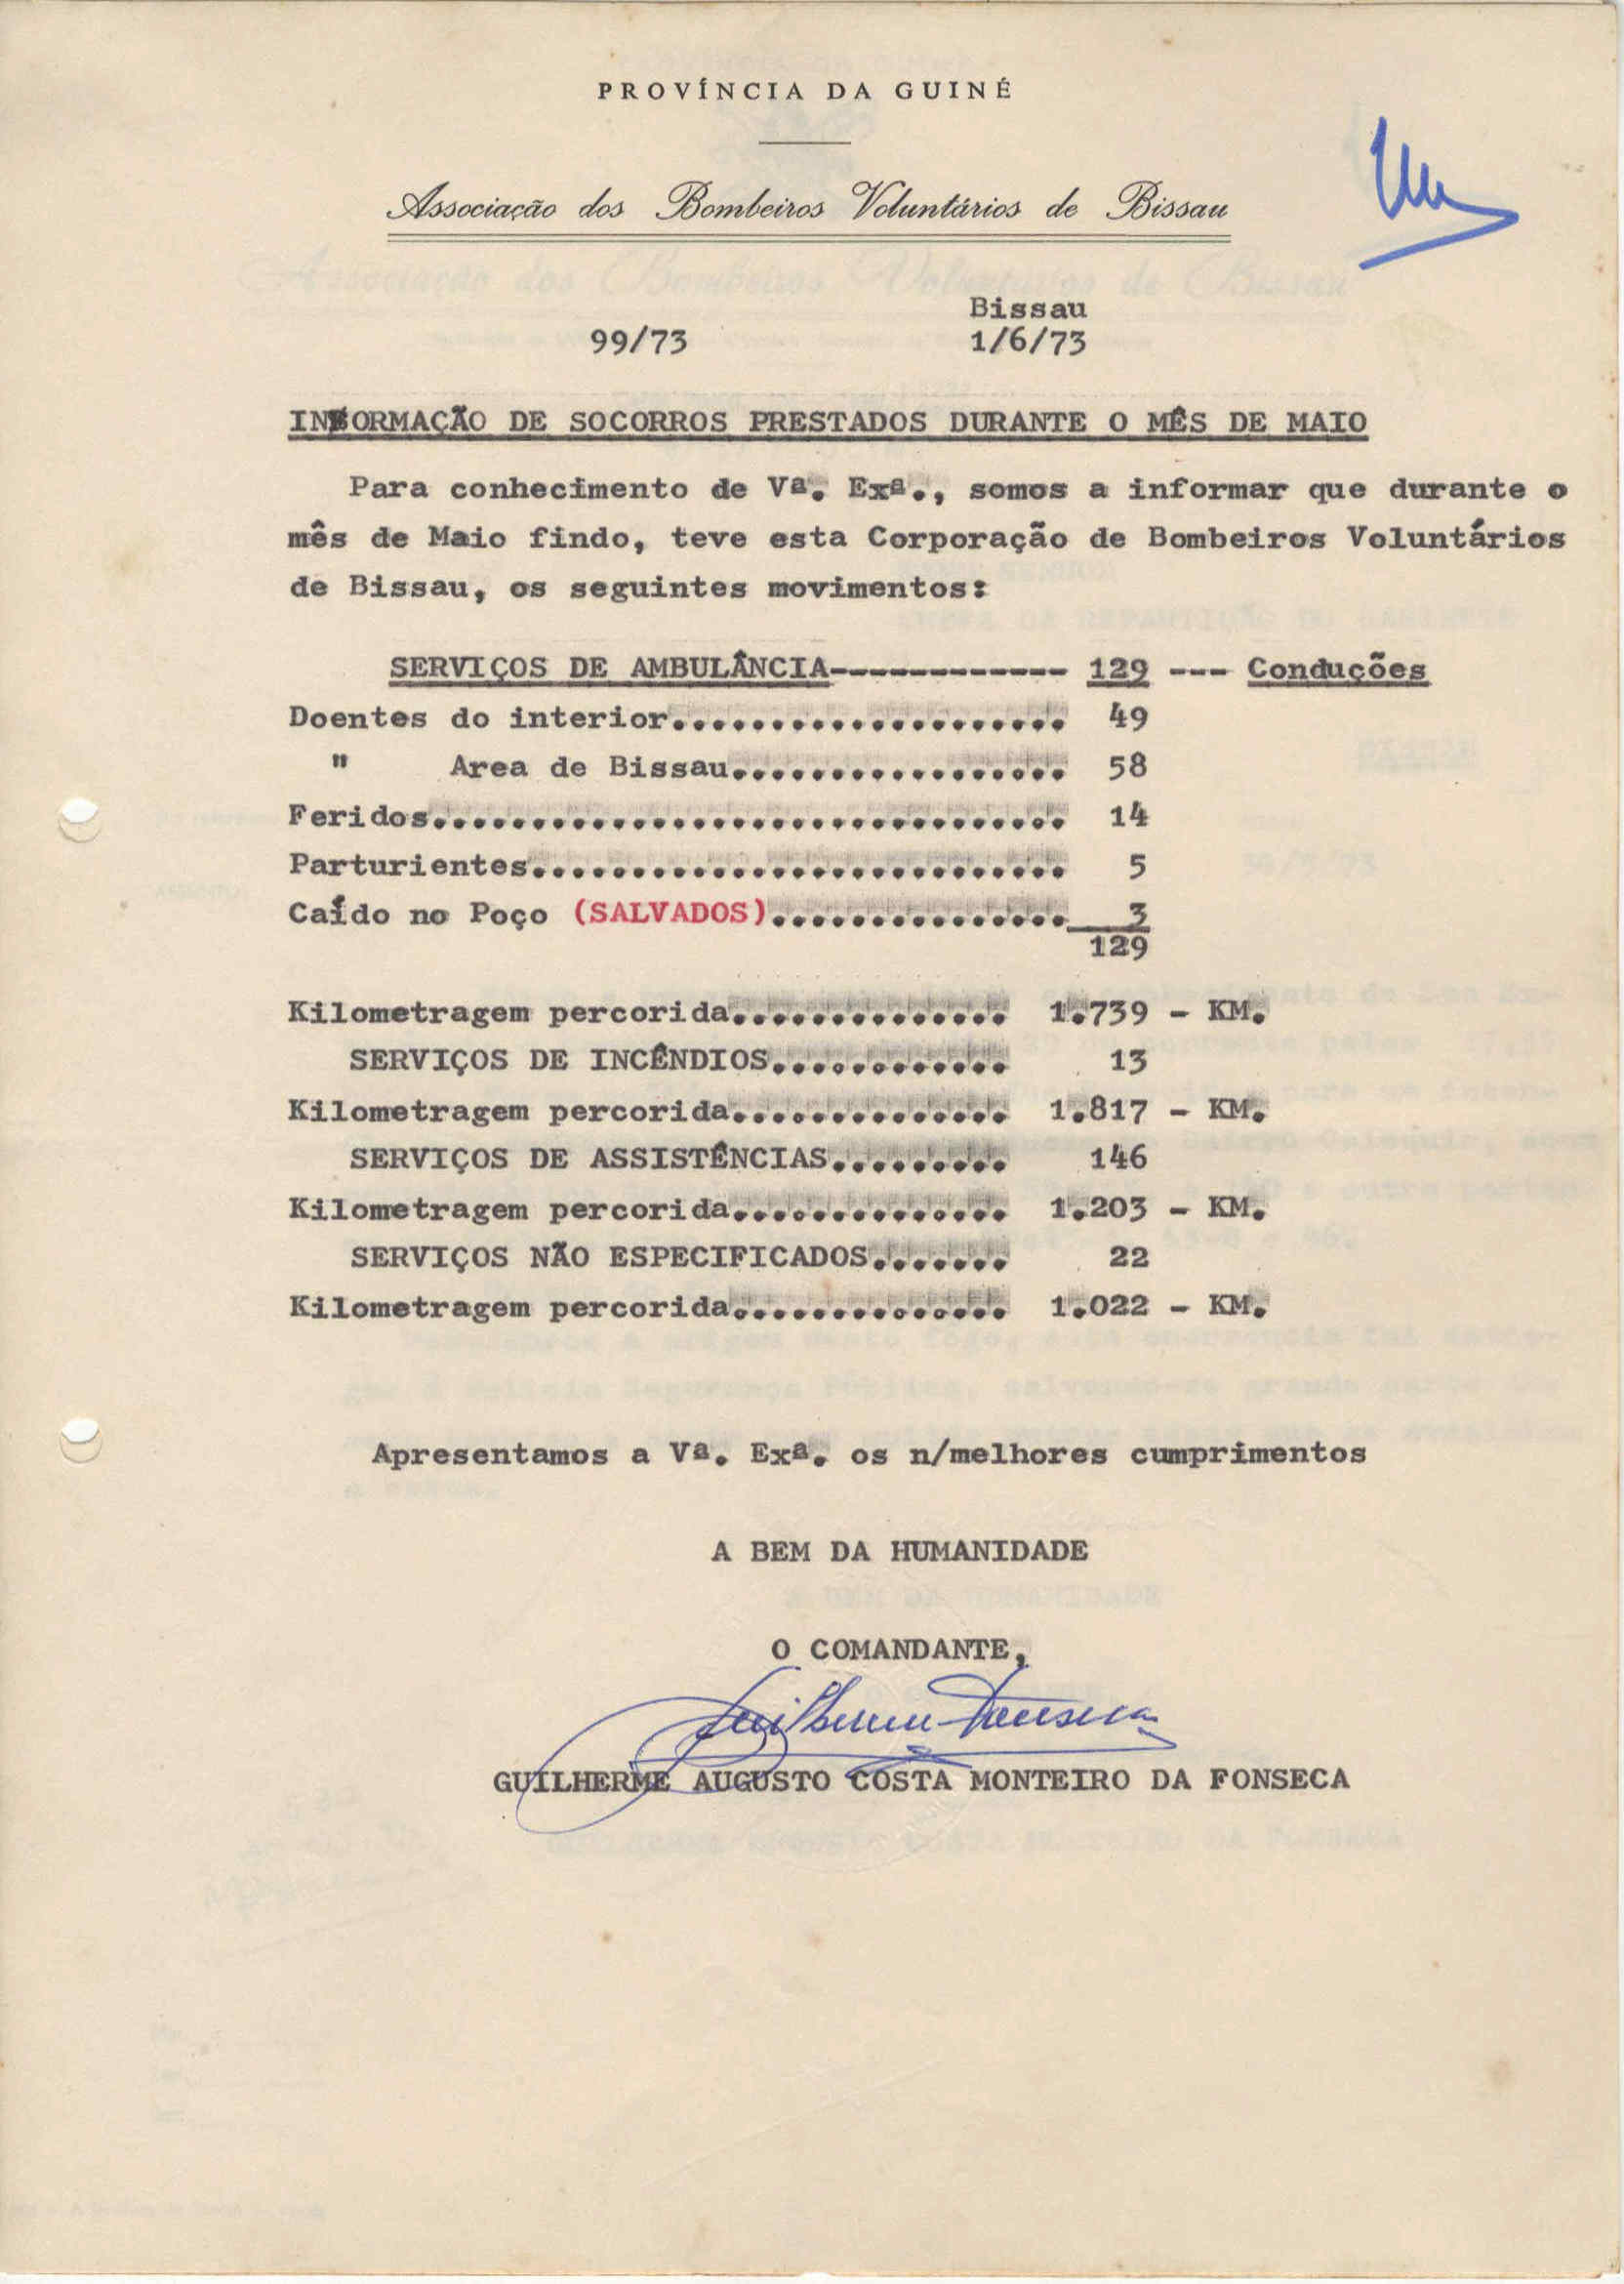 PROVÍNCIA DA GUINÉ
Associação dos Bombeiros Voluntários de Bissau
Bissau
99/73 1/6/73
INFORMAÇÃO DE SOCORROS PRESTADOS DURANTE O MÊS DE MAIO
Para conhecimento de Vª. Exª., somos a informar que durante o
mês de Maio findo, teve esta Corporação de Bombeiros Voluntários
de Bissau, os seguintes movimentos:
SERVIÇOS DE AMBULÂNCIA------------ 129 --- Conduções
Doentes do interior.................... 49
" Area de Bissau................. 58
Feridos................................ 14
Parturientes........................... 5
Caído no Poço (SALVADOS)............... 3
129
Kilometragem percorida.............. 1.739 - KM.
SERVIÇOS DE INCÊNDIOS............ 13
Kilometragem percorida.............. 1.817 - KM.
SERVIÇOS DE ASSISTÊNCIAS......... 146
Kilometragem percorida.............. 1.203 - KM.
SERVIÇOS NÃO ESPECIFICADOS....... 22
Kilometragem percorida.............. 1.022 - KM.
Apresentamos a Vª. Exª. os n/melhores cumprimentos
A BEM DA HUMANIDADE
O COMANDANTE,
Guilherme Fonseca
GUILHERME AUGUSTO COSTA MONTEIRO DA FONSECA